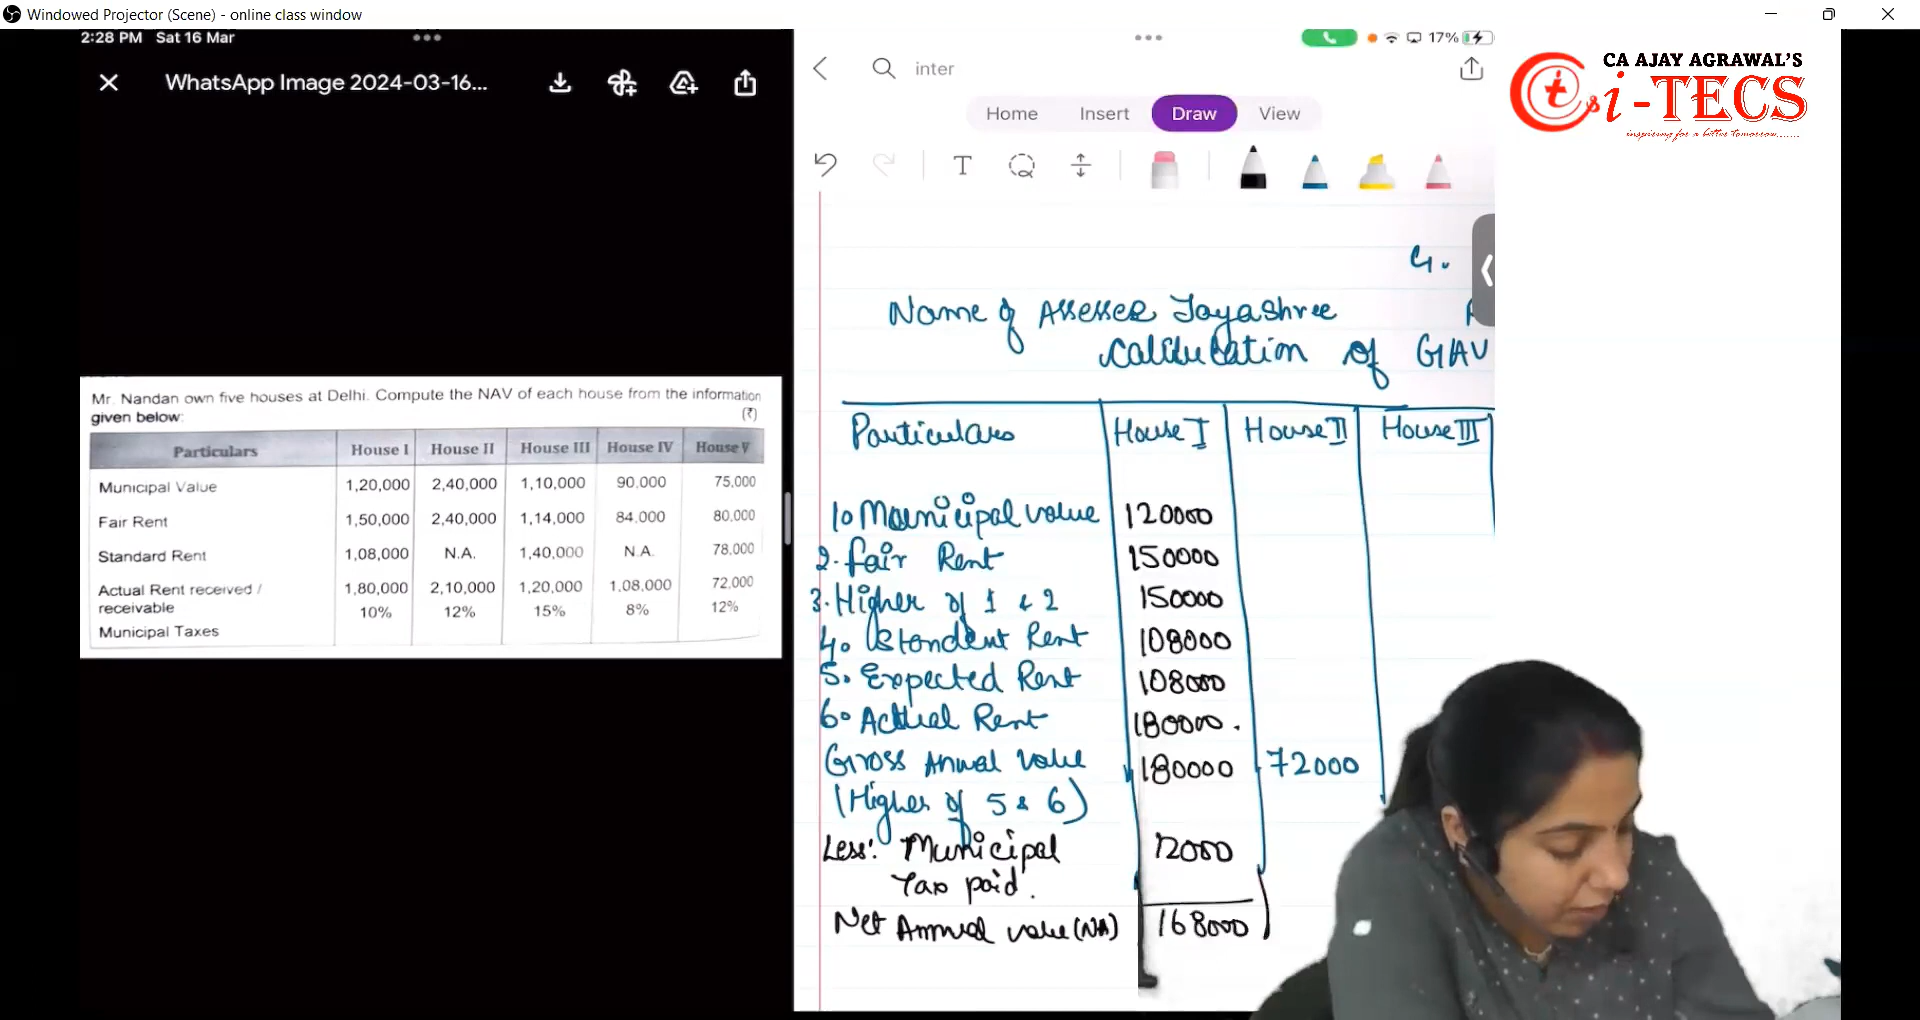 Windowed Projector (Scene) - online class window
2:28 PM Sat 16 Mar
WhatsApp Image 2024-03-16...
Mr. Nandan own five houses at Delhi. Compute the NAV of each house from the information
given below:
(₹)
Particulars House I House II House III House IV House V
Municipal Value 1,20,000 2,40,000 1,10,000 90,000 75,000
Fair Rent 1,50,000 2,40,000 1,14,000 84,000 80,000
Standard Rent 1,08,000 N.A. 1,40,000 N.A. 78,000
Actual Rent received / 1,80,000 2,10,000 1,20,000 1,08,000 72,000
receivable 10% 12% 15% 8% 12%
Municipal Taxes
17%
inter
Home Insert Draw View
T
G.
Name of Assessee Jayashree
Calculation of GAV
Particulars House I House II House III
1. Municipal value 120000
2. Fair Rent 150000
3. Higher of 1 & 2 150000
4. Standent Rent 108000
5. Expected Rent 108000
6. Actual Rent 180000.
Gross Annual Value 180000 72000
(Higher of 5 & 6)
Less: Municipal 12000
Tax paid.
Net Annual value (NA) 168000
CA AJAY AGRAWAL'S
i-TECS
inspiring for a better tomorrow.......